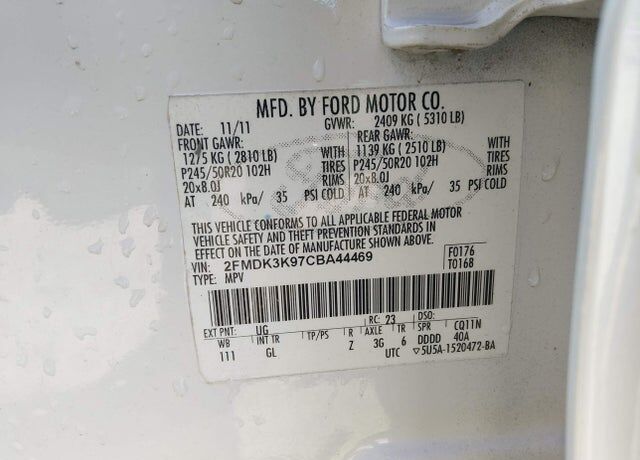 MFD. BY FORD MOTOR CO.
DATE: 11/11 GVWR: 2409 KG ( 5310 LB)
FRONT GAWR: REAR GAWR:
1275 KG ( 2810 LB) WITH 1139 KG ( 2510 LB) WITH
P245/50R20 102H TIRES P245/50R20 102H TIRES
20x8.0J RIMS 20x8.0J RIMS
AT 240 kPa/ 35 PSI COLD AT 240 kPa/ 35 PSI COLD
THIS VEHICLE CONFORMS TO ALL APPLICABLE FEDERAL MOTOR
VEHICLE SAFETY AND THEFT PREVENTION STANDARDS IN
EFFECT ON THE DATE OF MANUFACTURE SHOWN ABOVE.
VIN: 2FMDK3K97CBA44469 F0176
TYPE: MPV T0168
EXT PNT: UG RC: 23 DSO:
WB INT TR TP/PS R AXLE TR SPR CQ11N
111 GL Z 3G 6 DDDD 40A
UTC ▽5U5A-1520472-BA